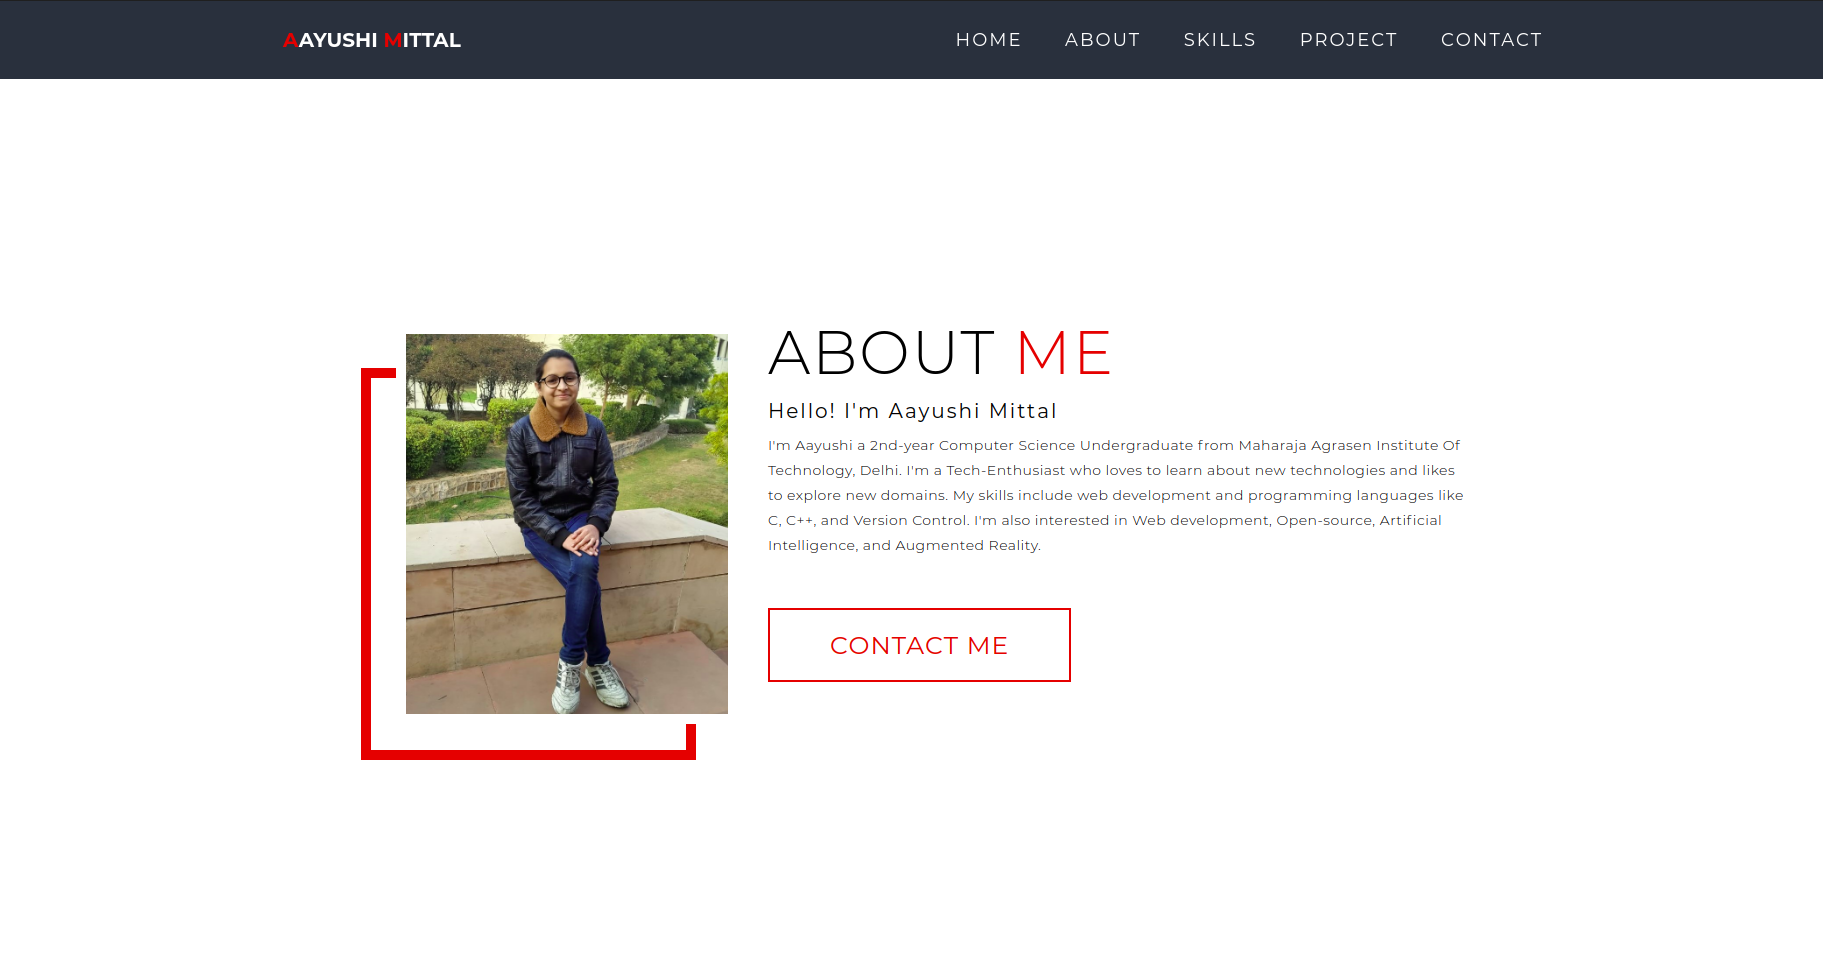 AAYUSHI MITTAL
HOME ABOUT SKILLS PROJECT CONTACT
ABOUT ME
Hello! I'm Aayushi Mittal
I'm Aayushi a 2nd-year Computer Science Undergraduate from Maharaja Agrasen Institute Of
Technology, Delhi. I'm a Tech-Enthusiast who loves to learn about new technologies and likes
to explore new domains. My skills include web development and programming languages like
C, C++, and Version Control. I'm also interested in Web development, Open-source, Artificial
Intelligence, and Augmented Reality.
CONTACT ME